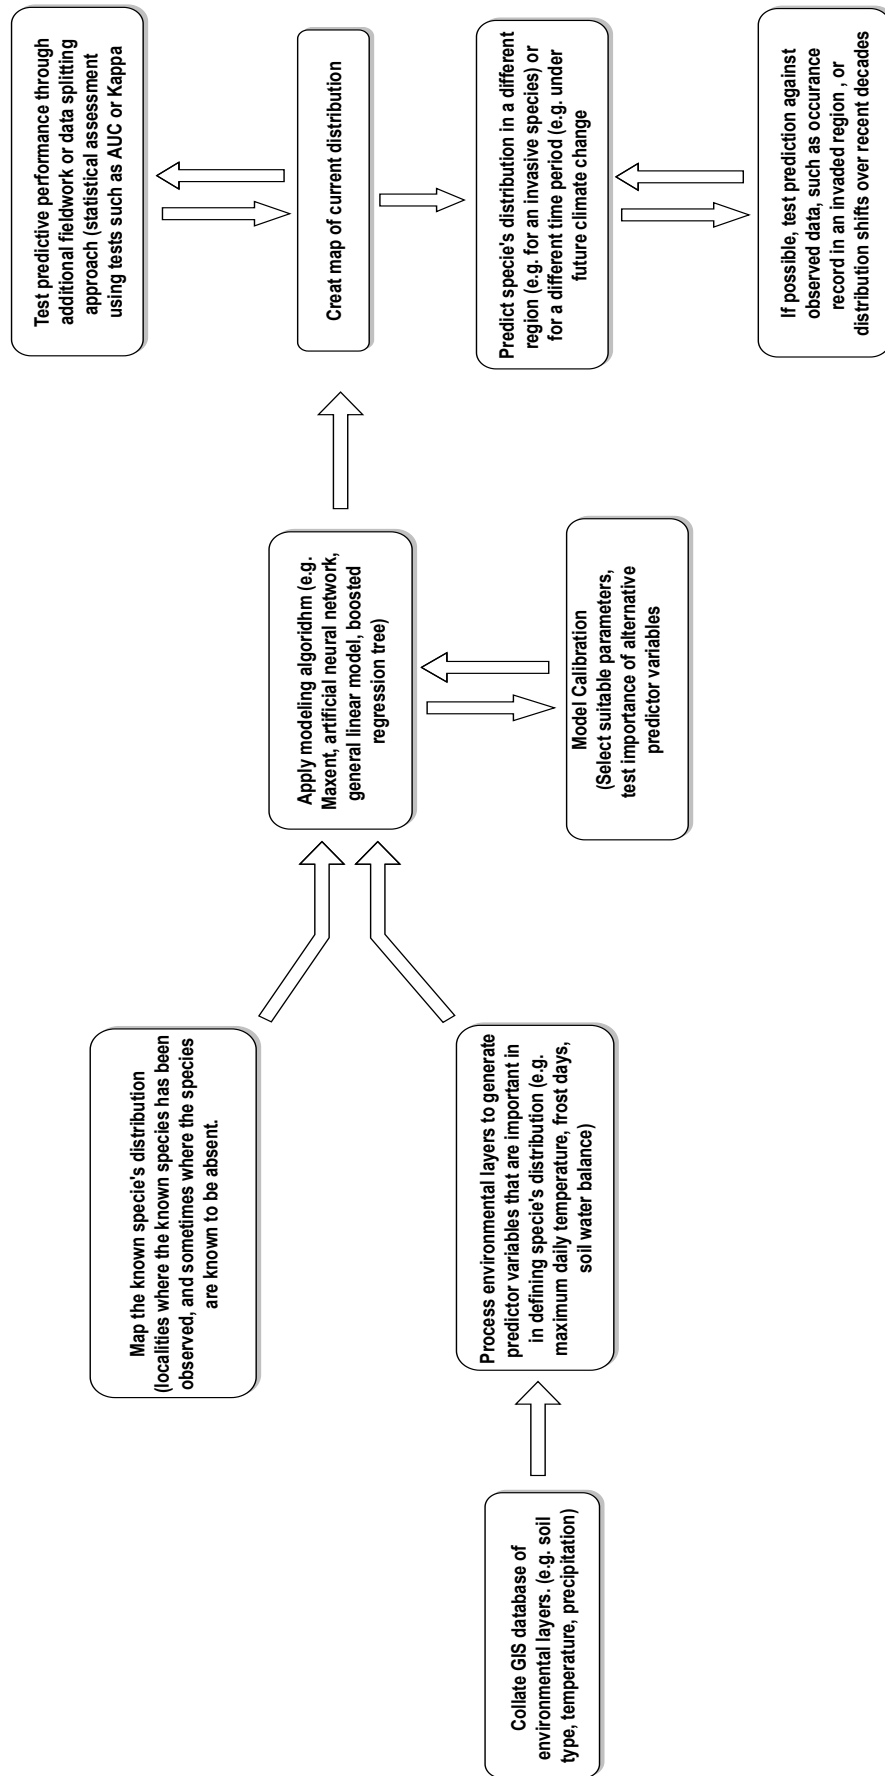 Collate GIS database of
environmental layers. (e.g. soil
type, temperature, precipitation)
Map the known specie's distribution
(localities where the known species has been
observed, and sometimes where the species
are known to be absent.
Process environmental layers to generate
predictor variables that are important in
in defining specie's distribution (e.g.
maximum daily temperature, frost days,
soil water balance)
Apply modeling algoridhm (e.g.
Maxent, artificial neural network,
general linear model, boosted
regression tree)
Model Calibration
(Select suitable parameters,
test importance of alternative
predictor variables
Test predictive performance through
additional fieldwork or data splitting
approach (statistical assessment
using tests such as AUC or Kappa
Creat map of current distribution
Predict specie's distribution in a different
region (e.g. for an invasive species) or
for a different time period (e.g. under
future climate change
If possible, test prediction against
observed data, such as occurance
record in an invaded region , or
distribution shifts over recent decades